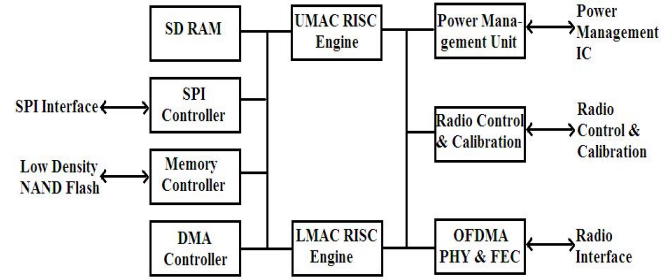 SD RAM
UMAC RISC
Engine
Power Mana-
gement Unit
Power
Management
IC
SPI Interface
SPI
Controller
Radio Control
& Calibration
Radio
Control &
Calibration
Low Density
NAND Flash
Memory
Controller
DMA
Controller
LMAC RISC
Engine
OFDMA
PHY & FEC
Radio
Interface